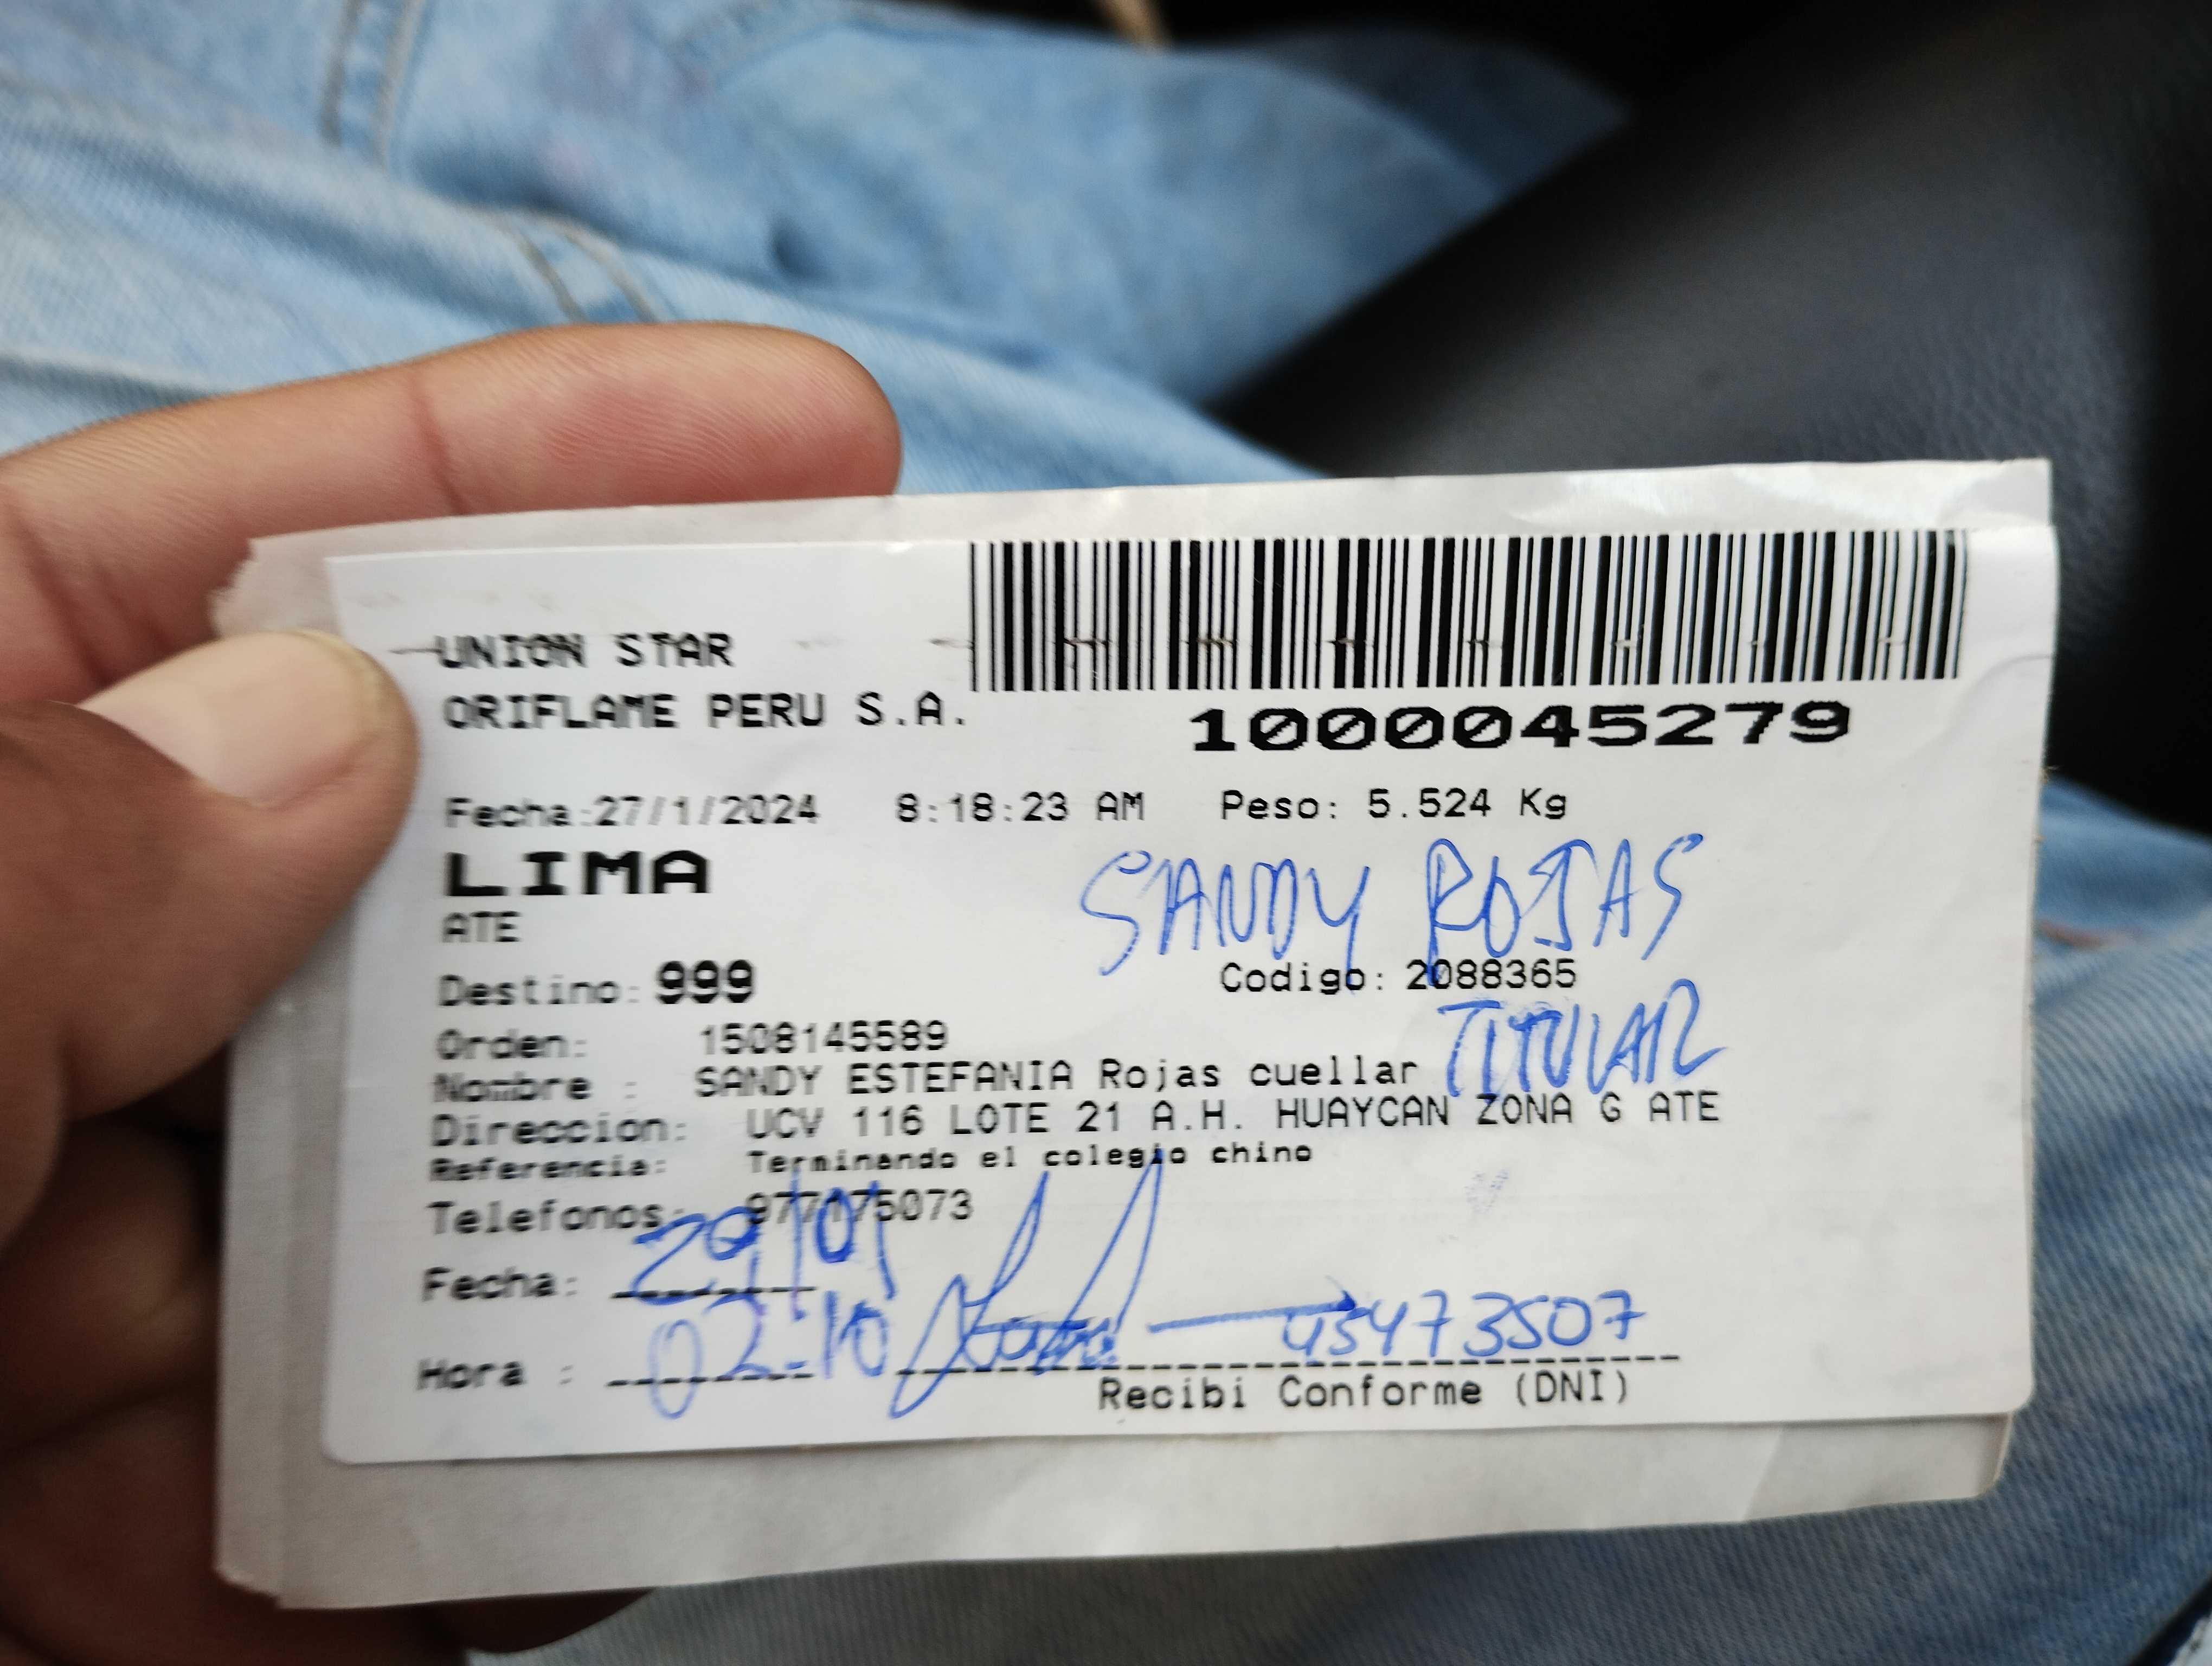 UNION STAR
ORIFLAME PERU S.A.
1000045279
Fecha:27/1/2024 8:18:23 AM Peso: 5.524 Kg
LIMA
SANDY ROJAS
ATE
Destino: 999 Codigo: 2088365
TITULAR
Orden: 1508145589
Nombre : SANDY ESTEFANIA Rojas cuellar
Direccion: UCV 116 LOTE 21 A.H. HUAYCAN ZONA G ATE
Referencia: Terminando el colegio chino
Telefonos: 977175073
Fecha: 29/01
Hora : 02:10 45473507
Recibi Conforme (DNI)